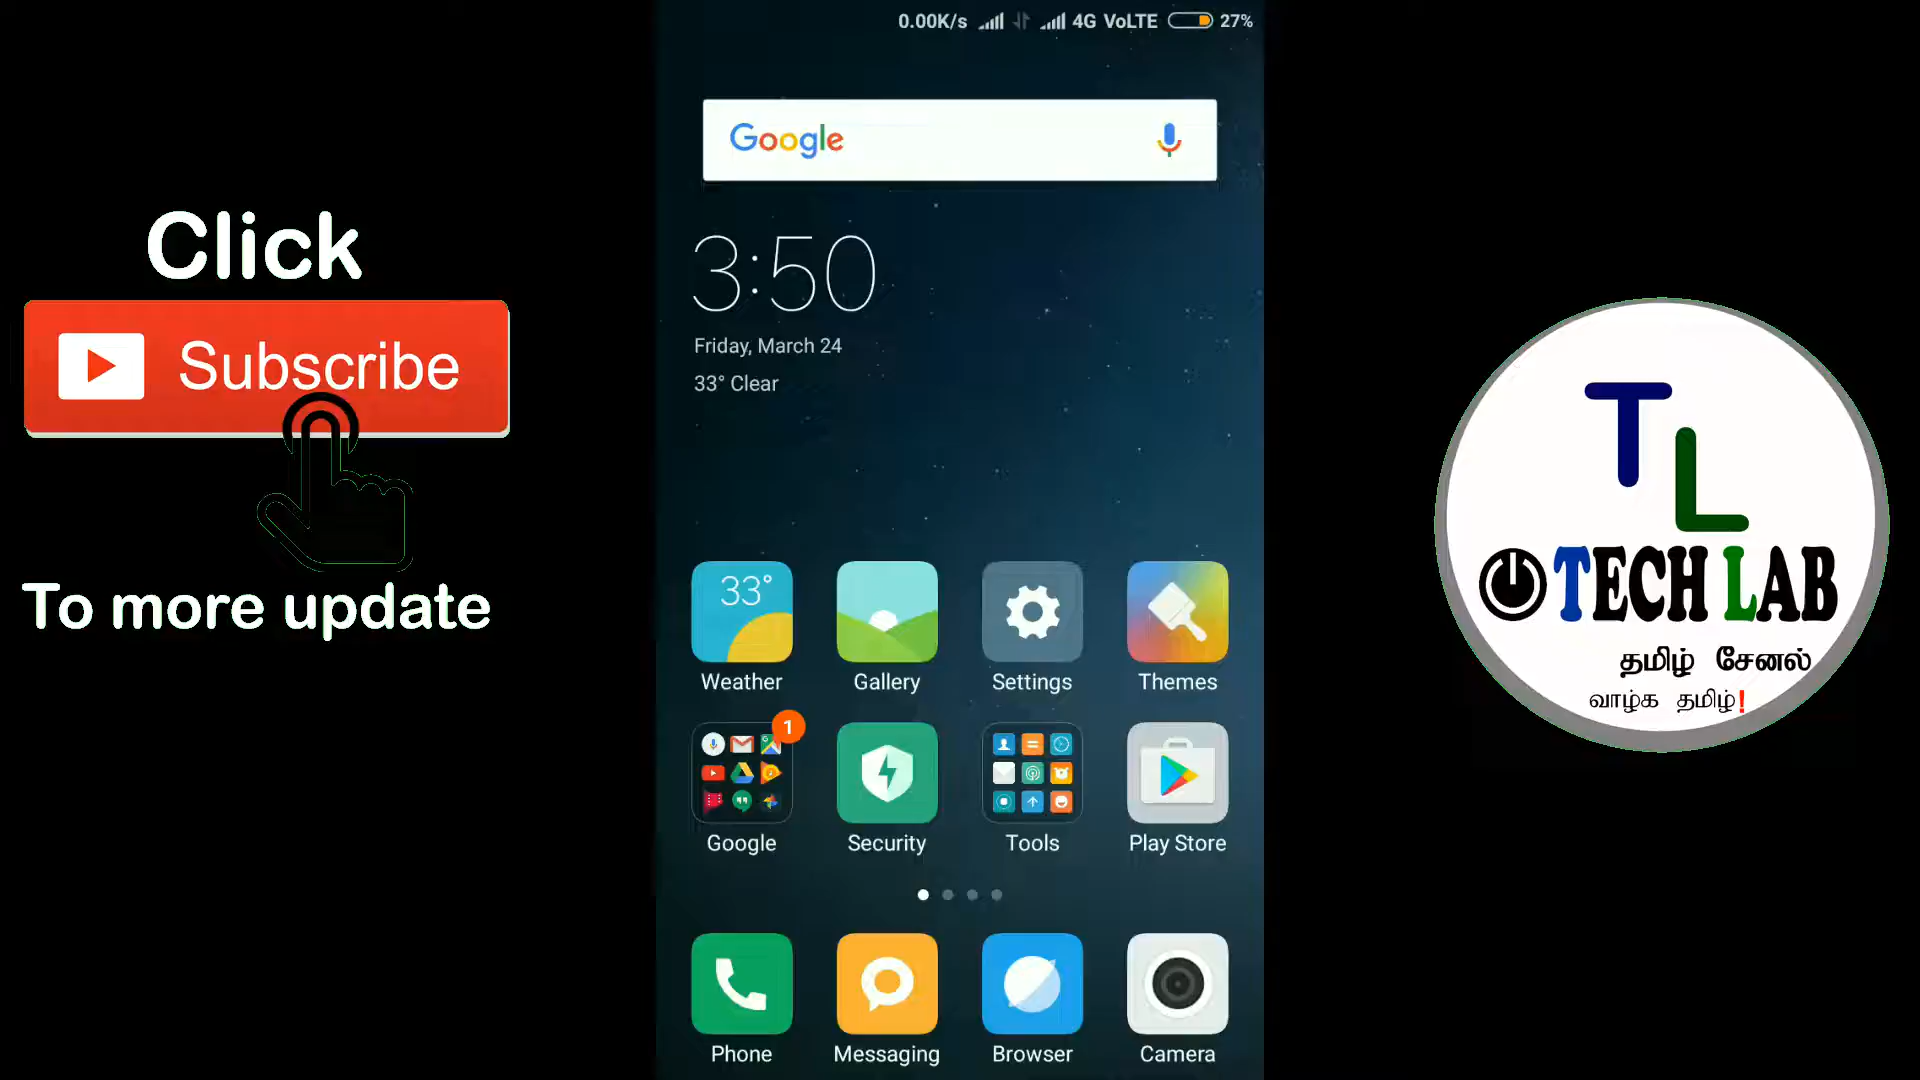 0.00K/s 4G VoLTE 27%
Google
Click
3:50
Subscribe
Friday, March 24
33° Clear
To more update
T
L
TECH LAB
தமிழ் சேனல்
வாழ்க தமிழ்!
33°
Weather Gallery Settings Themes
1
Google Security Tools Play Store
Phone Messaging Browser Camera